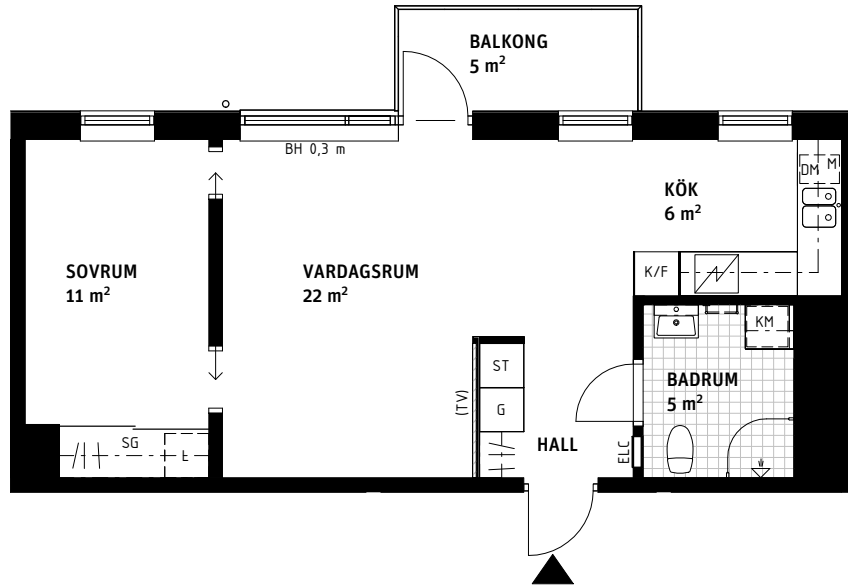 BALKONG
5 m²
BH 0,3 m
DM M
KÖK
6 m²
SOVRUM
11 m²
VARDAGSRUM
22 m²
K/F
KM
ST
BADRUM
5 m²
(TV)
G
SG
L
HALL
ELC